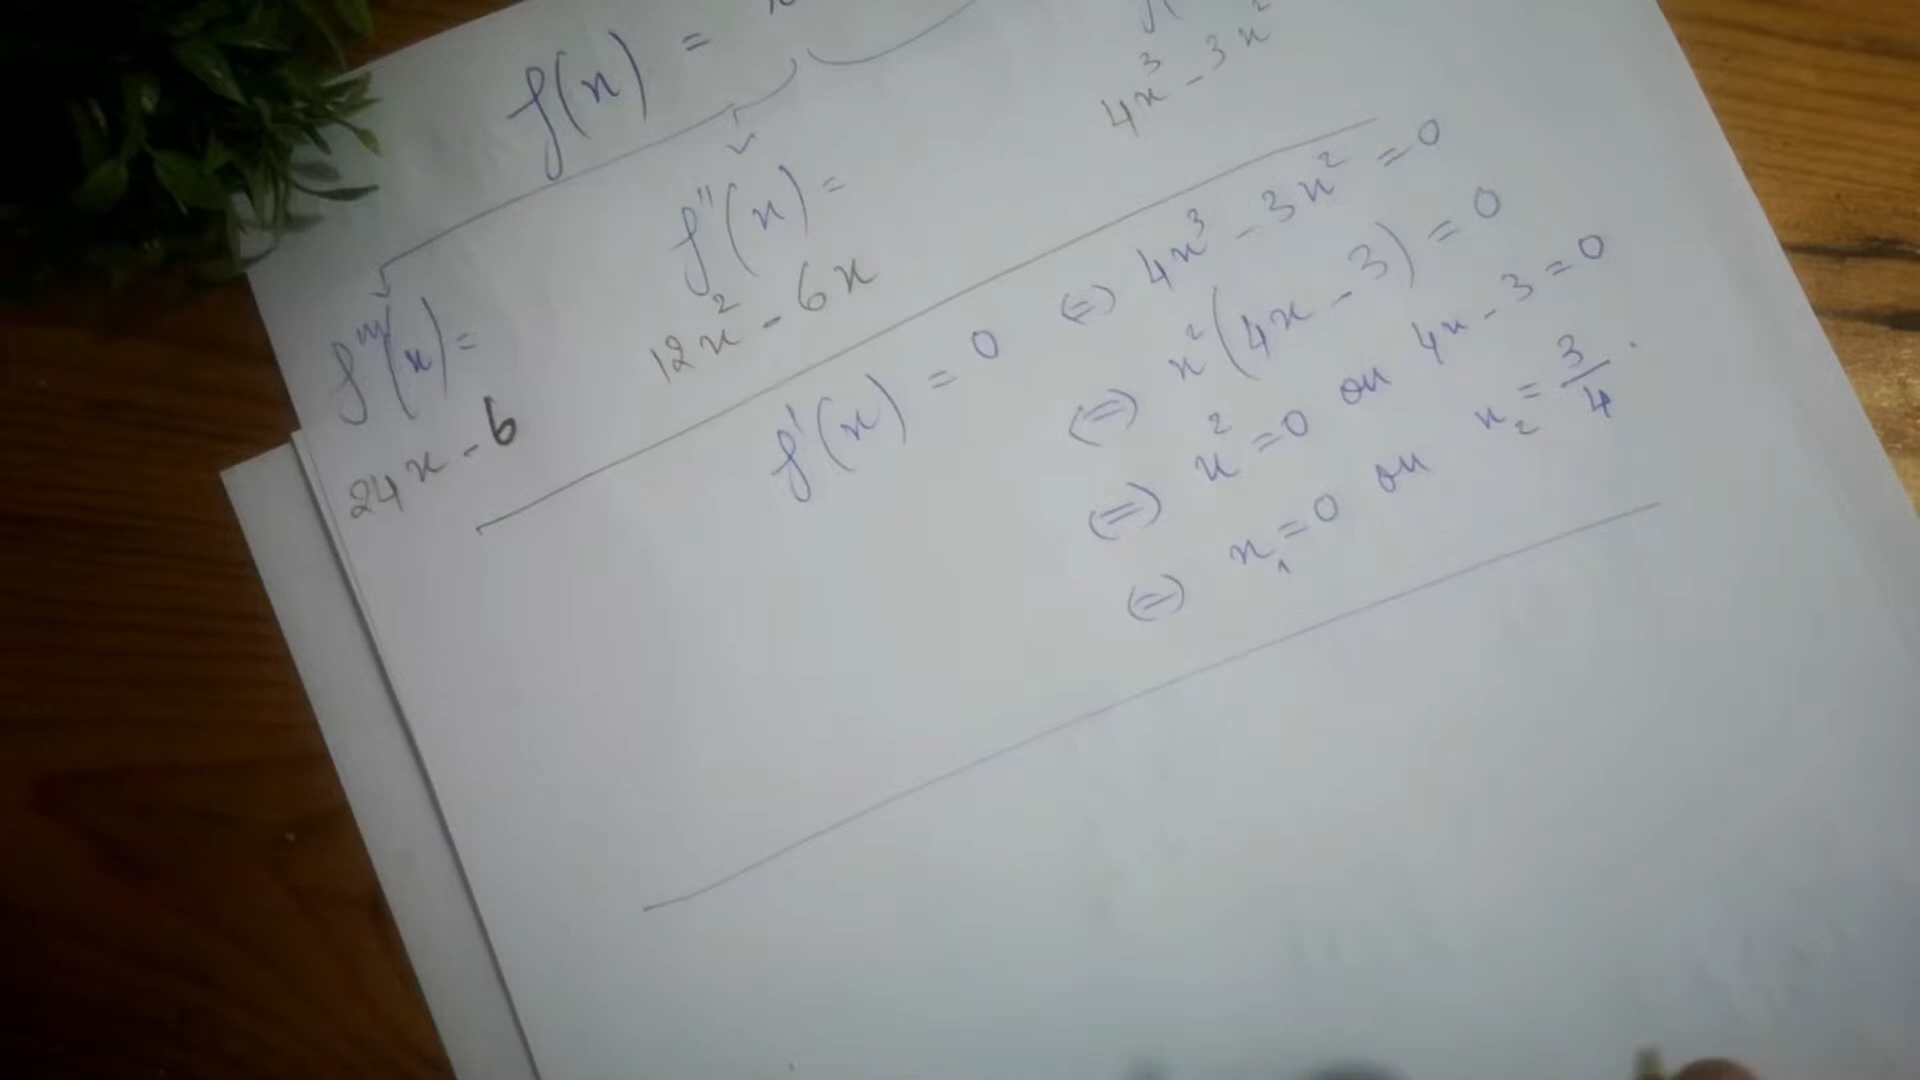 f(x) =
4x³ - 3x²
f''(x) =
12x² - 6x
f'''(x) =
24x - 6
f'(x) = 0 ⇔ 4x³ - 3x² = 0
⇔ x²(4x - 3) = 0
⇔ x² = 0 ou 4x - 3 = 0
⇔ x₁ = 0 ou x₂ = 3/4.